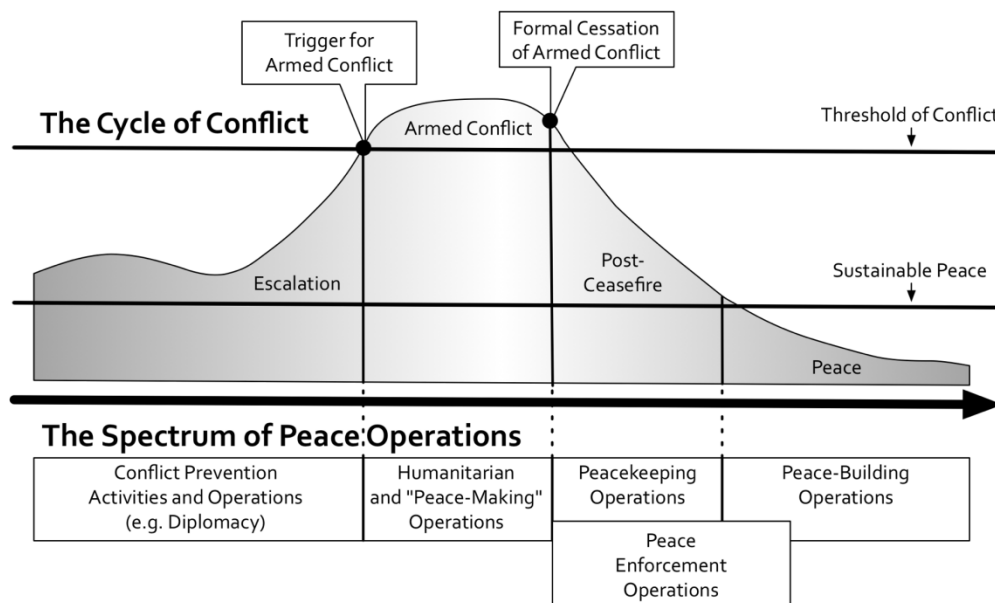 Trigger for
Armed Conflict
Formal Cessation
of Armed Conflict
The Cycle of Conflict
Armed Conflict
Threshold of Conflict
Escalation
Post-
Ceasefire
Sustainable Peace
Peace
The Spectrum of Peace Operations
Conflict Prevention
Activities and Operations
(e.g. Diplomacy)
Humanitarian
and "Peace-Making"
Operations
Peacekeeping
Operations
Peace-Building
Operations
Peace
Enforcement
Operations